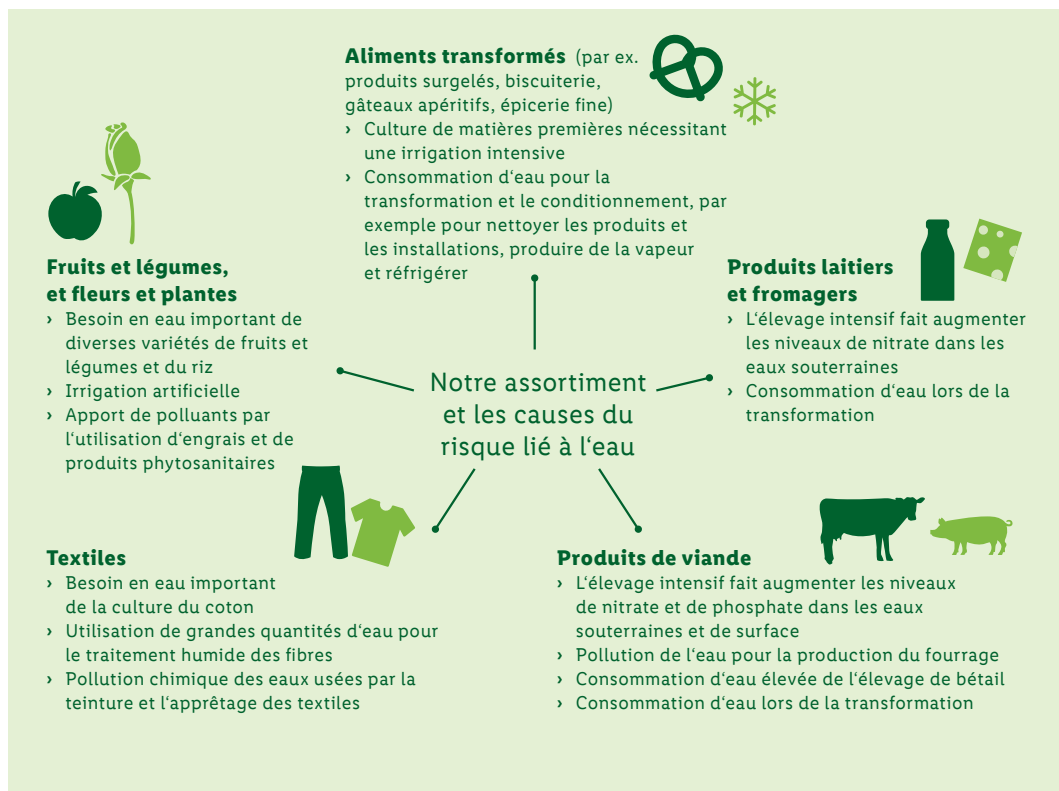 Aliments transformés (par ex.
produits surgelés, biscuiterie,
gâteaux apéritifs, épicerie fine)
› Culture de matières premières nécessitant
une irrigation intensive
› Consommation d‘eau pour la
transformation et le conditionnement, par
exemple pour nettoyer les produits et
les installations, produire de la vapeur
et réfrigérer
Fruits et légumes,
et fleurs et plantes
› Besoin en eau important de
diverses variétés de fruits et
légumes et du riz
› Irrigation artificielle
› Apport de polluants par
l‘utilisation d‘engrais et de
produits phytosanitaires
Notre assortiment
et les causes du
risque lié à l‘eau
Produits laitiers
et fromagers
› L‘élevage intensif fait augmenter
les niveaux de nitrate dans les
eaux souterraines
› Consommation d‘eau lors de la
transformation
Textiles
› Besoin en eau important
de la culture du coton
› Utilisation de grandes quantités d‘eau pour
le traitement humide des fibres
› Pollution chimique des eaux usées par la
teinture et l‘apprêtage des textiles
Produits de viande
› L‘élevage intensif fait augmenter les niveaux
de nitrate et de phosphate dans les eaux
souterraines et de surface
› Pollution de l‘eau pour la production du fourrage
› Consommation d‘eau élevée de l‘élevage de bétail
› Consommation d‘eau lors de la transformation